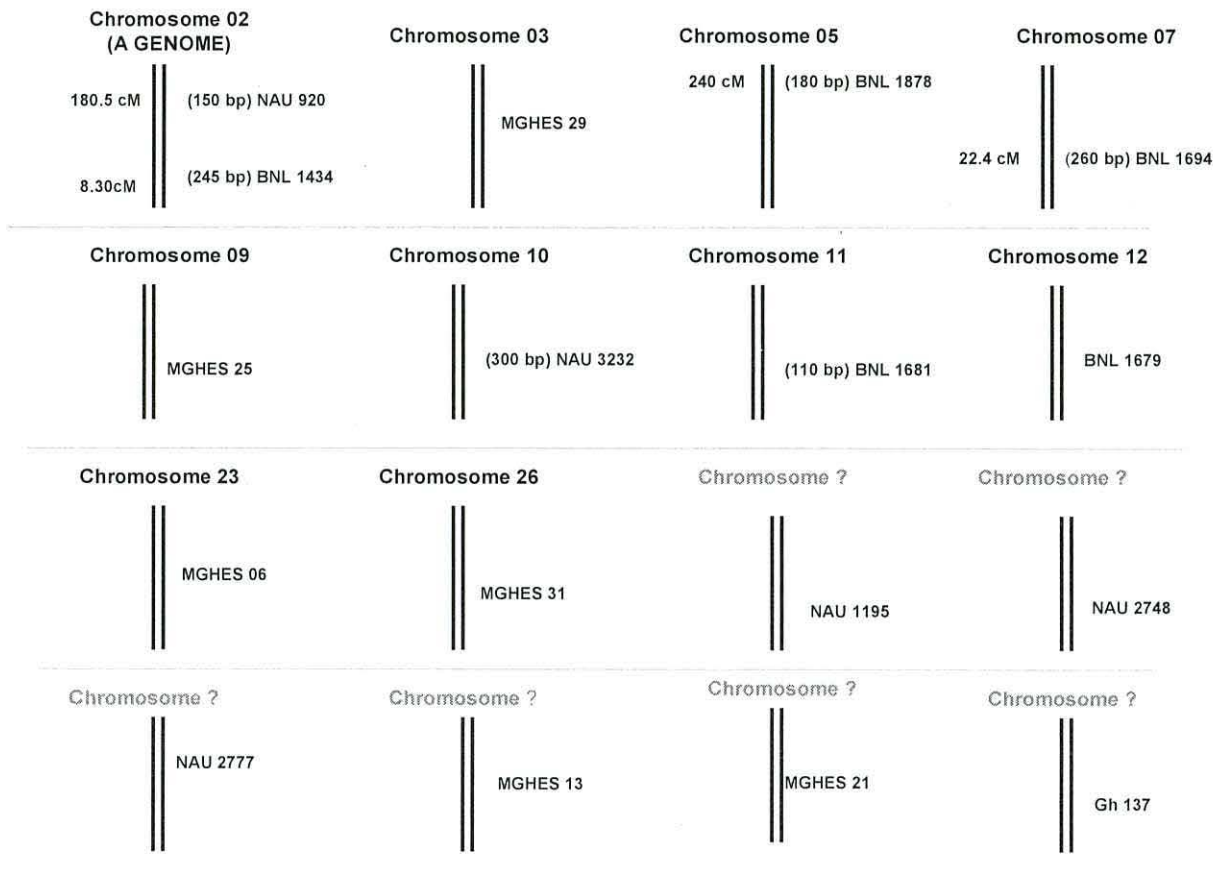 Chromosome 02
(A GENOME)
Chromosome 03
Chromosome 05
Chromosome 07
180.5 cM
(150 bp) NAU 920
8.30cM
(245 bp) BNL 1434
MGHES 29
240 cM
(180 bp) BNL 1878
22.4 cM
(260 bp) BNL 1694
Chromosome 09
Chromosome 10
Chromosome 11
Chromosome 12
MGHES 25
(300 bp) NAU 3232
(110 bp) BNL 1681
BNL 1679
Chromosome 23
Chromosome 26
Chromosome ?
Chromosome ?
MGHES 06
MGHES 31
NAU 1195
NAU 2748
Chromosome ?
Chromosome ?
Chromosome ?
Chromosome ?
NAU 2777
MGHES 13
MGHES 21
Gh 137